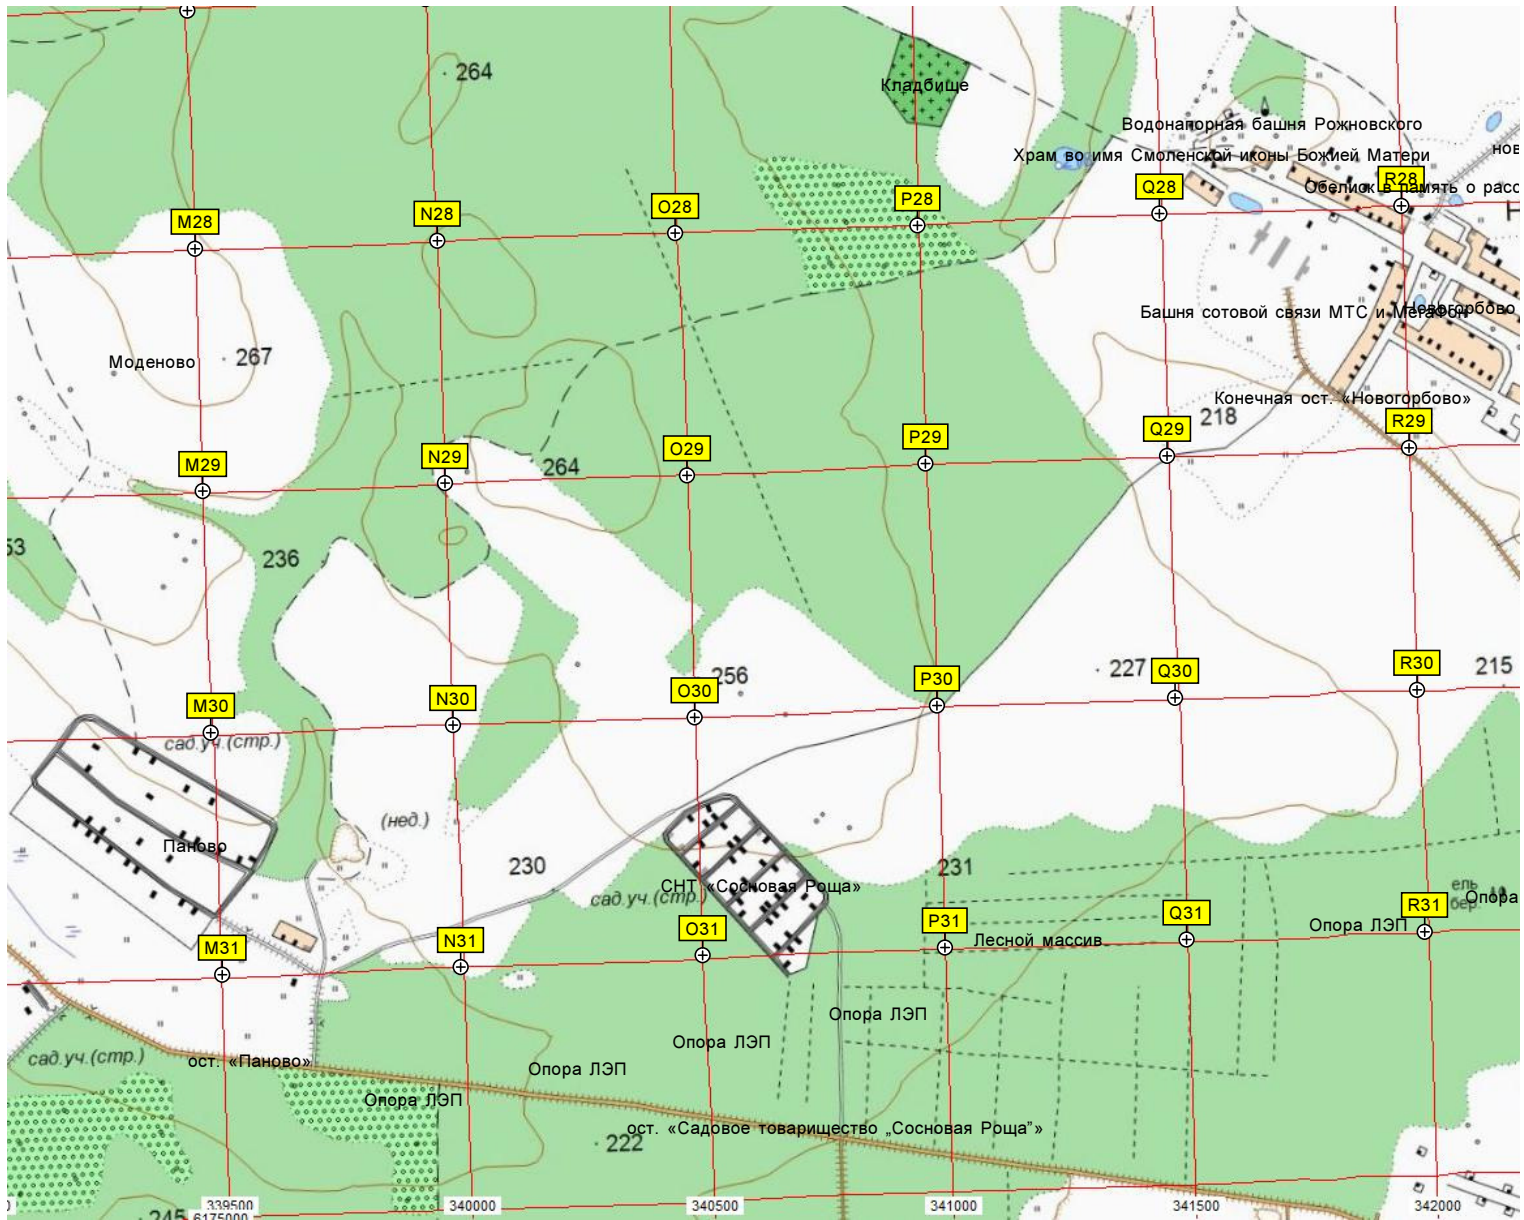 264
Кладбище
Водонапорная башня Рожновского
Храм во имя Смоленской иконы Божией Матери
нов
R28
Обелиск в память о расс
Q28
P28
O28
N28
M28
Н
Башня сотовой связи МТС и Мегафон
Новогорбово
267
Моденово
Конечная ост. «Новогорбово»
218
R29
Q29
P29
O29
N29
M29
264
53
236
R30
215
227
Q30
P30
256
O30
N30
M30
сад.уч.(стр.)
(нед.)
Паново
230
231
СНТ «Сосновая Роща»
сад.уч.(стр.)
ель
бер.
Опора
R31
Опора ЛЭП
Q31
P31
Лесной массив
O31
N31
M31
Опора ЛЭП
Опора ЛЭП
сад.уч.(стр.)
ост. «Паново»
Опора ЛЭП
Опора ЛЭП
ост. «Садовое товарищество „Сосновая Роща"»
222
245
0
339500
340000
340500
341000
341500
342000
6175000